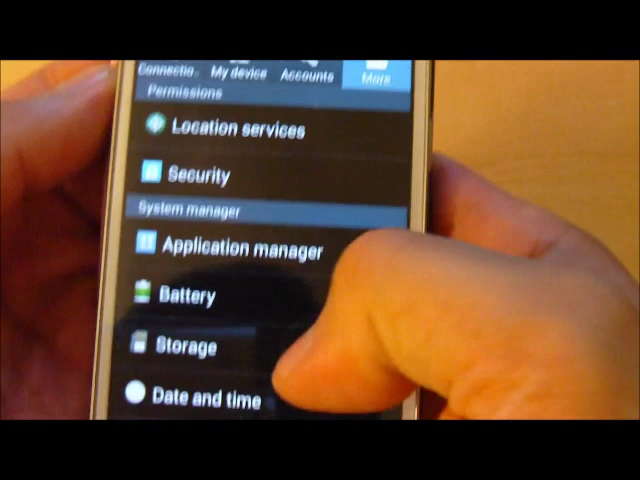 Connectio..
My device
Accounts
More
Permissions
Location services
Security
System manager
Application manager
Battery
Storage
Date and time